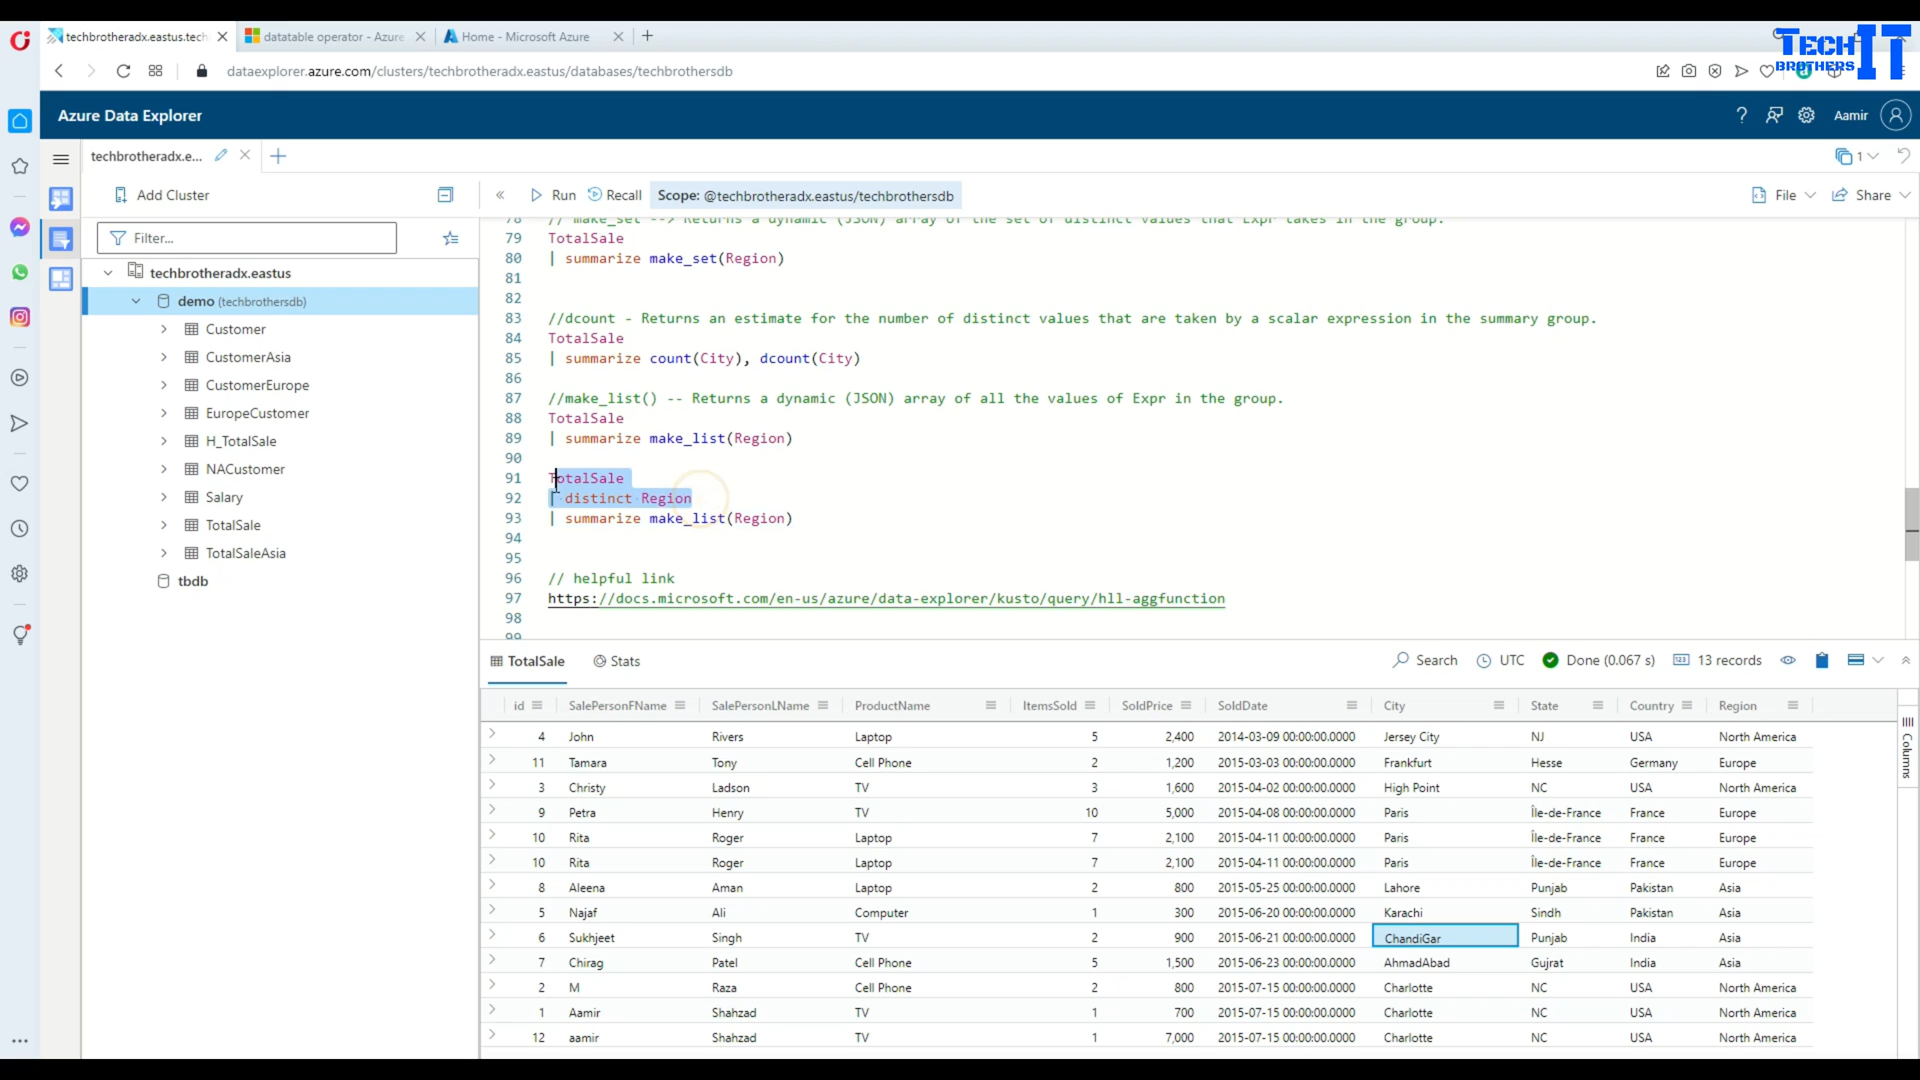 techbrotheradx.eastus.tech
datatable operator - Azure
Home - Microsoft Azure
TECH
BROTHERS
IT
dataexplorer.azure.com/clusters/techbrotheradx.eastus/databases/techbrothersdb
Azure Data Explorer
Aamir
techbrotheradx.e...
1
Add Cluster
Run
Recall
Scope: @techbrotheradx.eastus/techbrothersdb
File
Share
Filter...
techbrotheradx.eastus
demo (techbrothersdb)
Customer
CustomerAsia
CustomerEurope
EuropeCustomer
H_TotalSale
NACustomer
Salary
TotalSale
TotalSaleAsia
tbdb
78 // make_set --> Returns a dynamic (JSON) array of the set of distinct values that Expr takes in the group.
79 TotalSale
80 | summarize make_set(Region)
81
82
83 //dcount - Returns an estimate for the number of distinct values that are taken by a scalar expression in the summary group.
84 TotalSale
85 | summarize count(City), dcount(City)
86
87 //make_list() -- Returns a dynamic (JSON) array of all the values of Expr in the group.
88 TotalSale
89 | summarize make_list(Region)
90
91 TotalSale
92 | distinct Region
93 | summarize make_list(Region)
94
95
96 // helpful link
97 https://docs.microsoft.com/en-us/azure/data-explorer/kusto/query/hll-aggfunction
98
99
TotalSale
Stats
Search
UTC
Done (0.067 s)
13 records
id SalePersonFName SalePersonLName ProductName ItemsSold SoldPrice SoldDate City State Country Region
4 John Rivers Laptop 5 2,400 2014-03-09 00:00:00.0000 Jersey City NJ USA North America
11 Tamara Tony Cell Phone 2 1,200 2015-03-03 00:00:00.0000 Frankfurt Hesse Germany Europe
3 Christy Ladson TV 3 1,600 2015-04-02 00:00:00.0000 High Point NC USA North America
9 Petra Henry TV 10 5,000 2015-04-08 00:00:00.0000 Paris Île-de-France France Europe
10 Rita Roger Laptop 7 2,100 2015-04-11 00:00:00.0000 Paris Île-de-France France Europe
10 Rita Roger Laptop 7 2,100 2015-04-11 00:00:00.0000 Paris Île-de-France France Europe
8 Aleena Aman Laptop 2 800 2015-05-25 00:00:00.0000 Lahore Punjab Pakistan Asia
5 Najaf Ali Computer 1 300 2015-06-20 00:00:00.0000 Karachi Sindh Pakistan Asia
6 Sukhjeet Singh TV 2 900 2015-06-21 00:00:00.0000 ChandiGar Punjab India Asia
7 Chirag Patel Cell Phone 5 1,500 2015-06-23 00:00:00.0000 AhmadAbad Gujrat India Asia
2 M Raza Cell Phone 2 800 2015-07-15 00:00:00.0000 Charlotte NC USA North America
1 Aamir Shahzad TV 1 700 2015-07-15 00:00:00.0000 Charlotte NC USA North America
12 aamir Shahzad TV 1 7,000 2015-07-15 00:00:00.0000 Charlotte NC USA North America
Columns